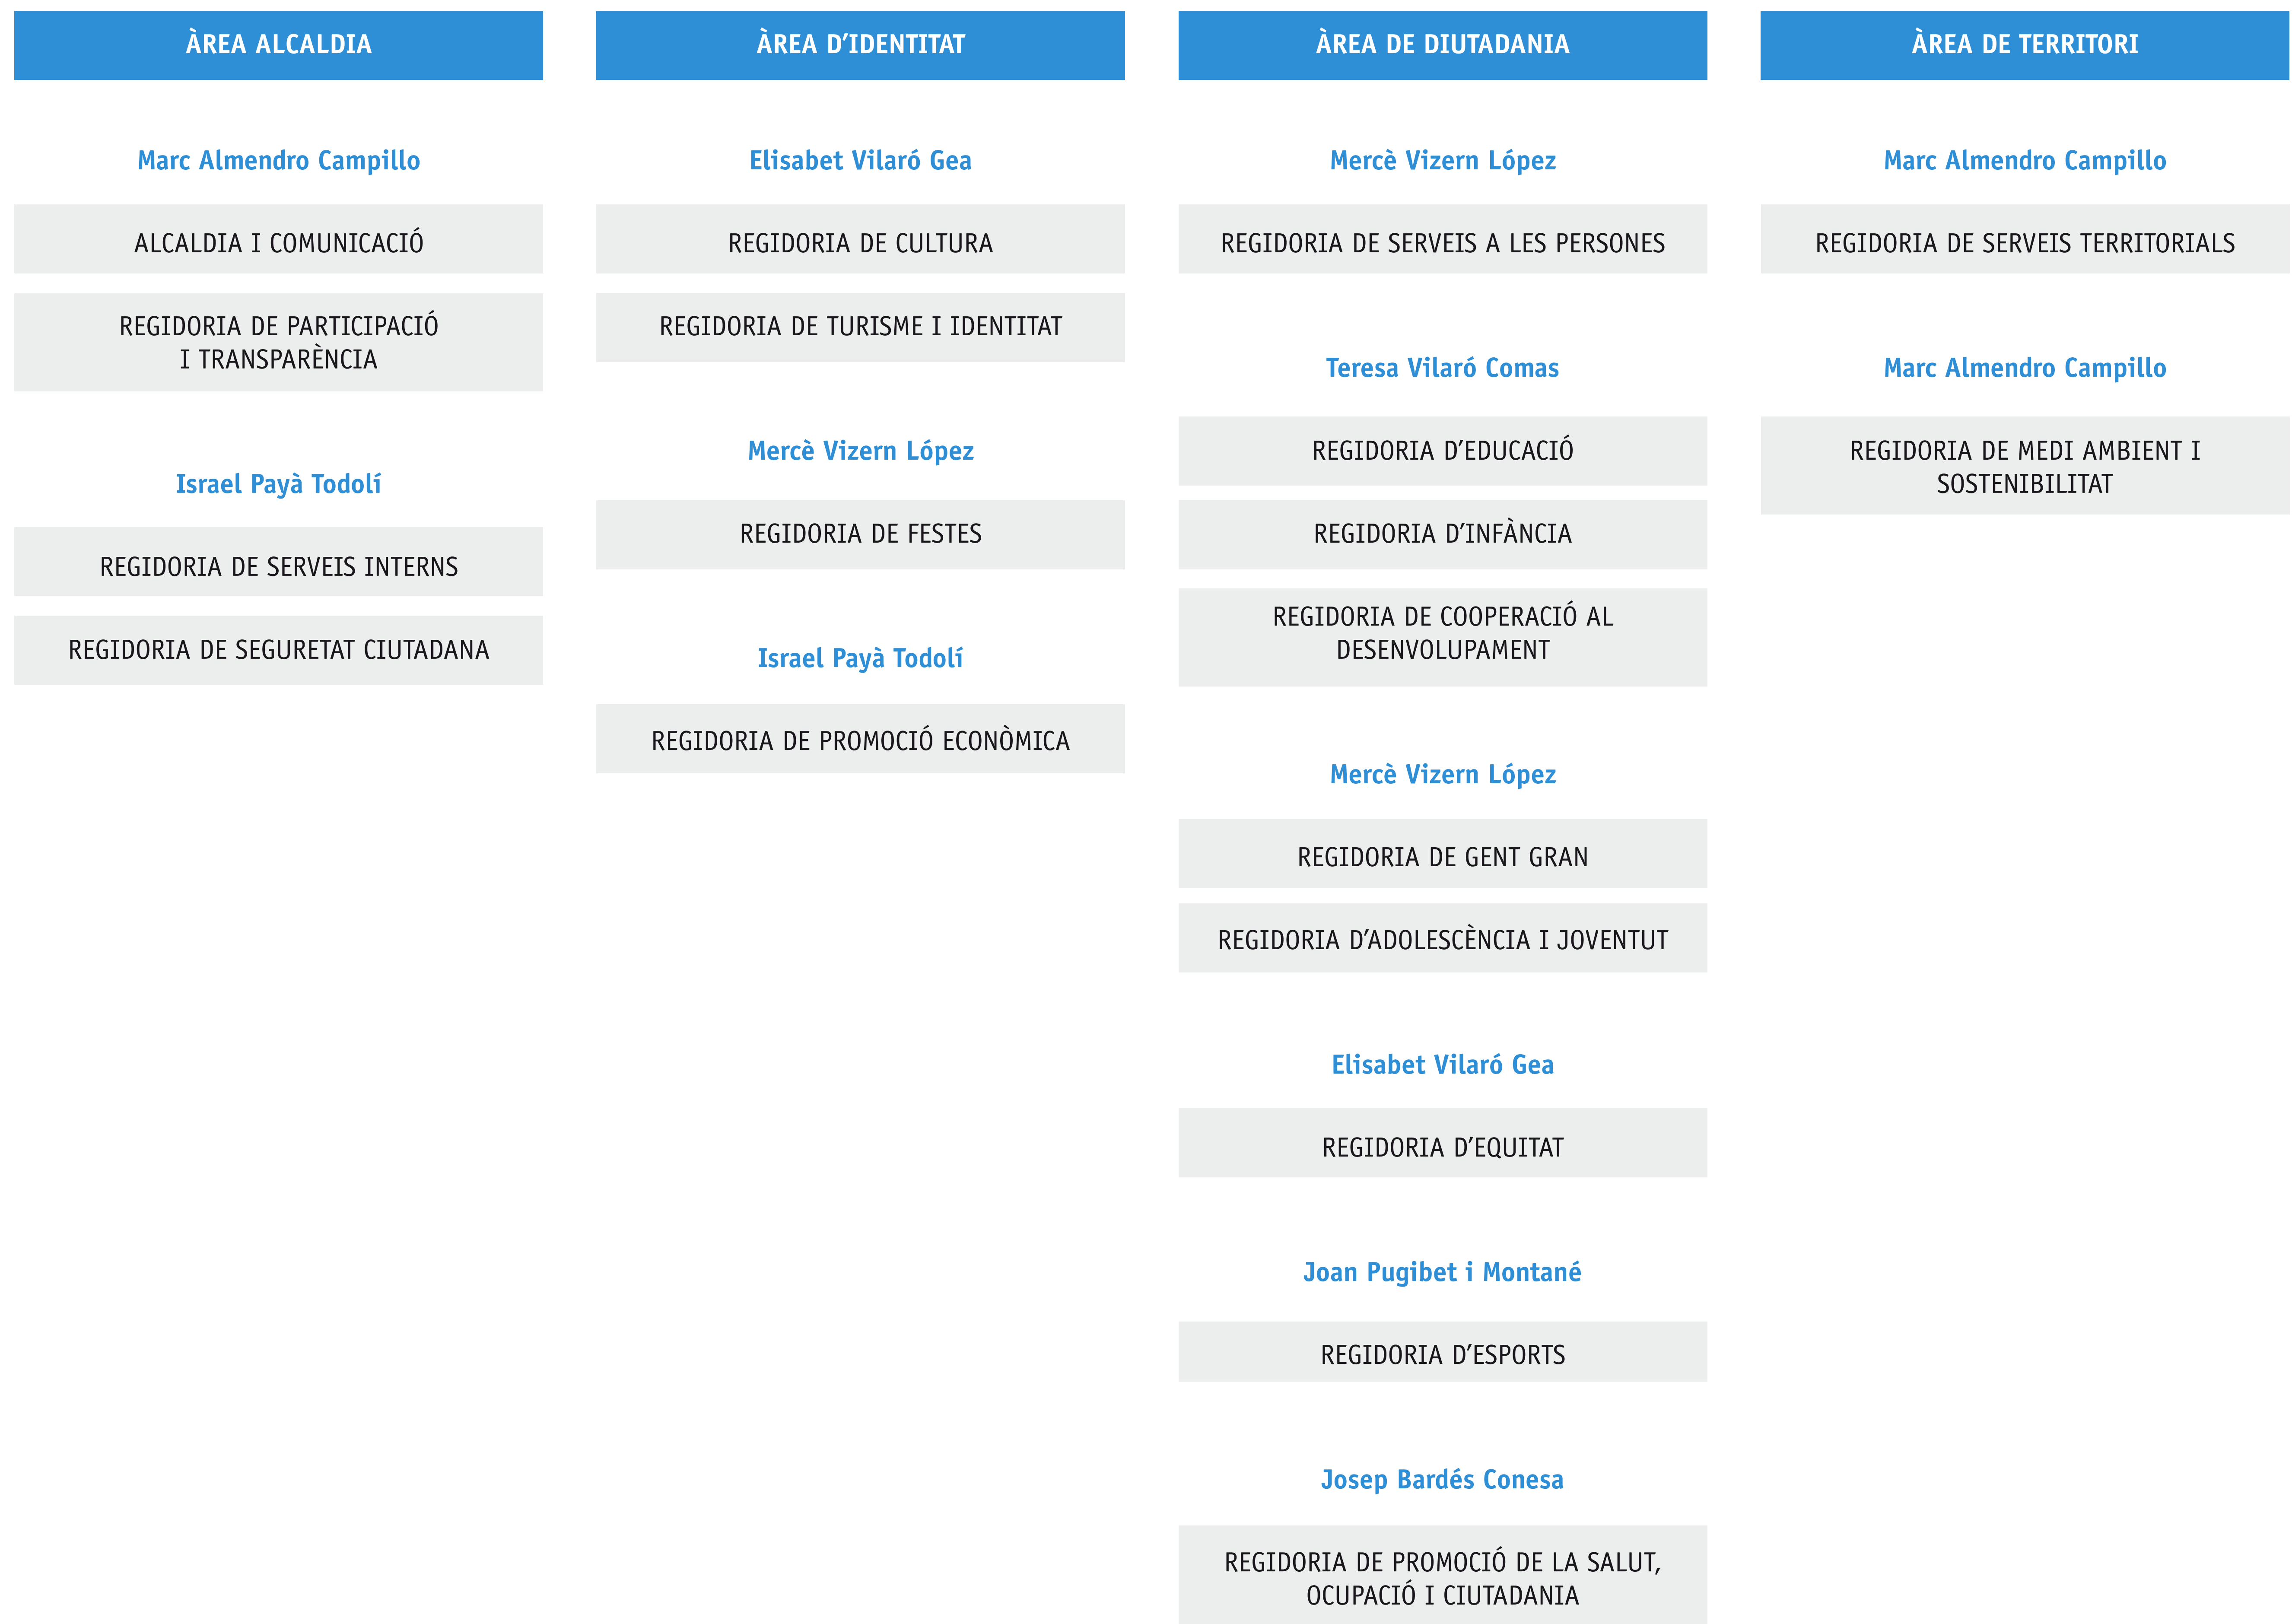 ÀREA ALCALDIA
Marc Almendro Campillo
ALCALDIA I COMUNICACIÓ
REGIDORIA DE PARTICIPACIÓ
I TRANSPARÈNCIA
Israel Payà Todolí
REGIDORIA DE SERVEIS INTERNS
REGIDORIA DE SEGURETAT CIUTADANA
ÀREA D’IDENTITAT
Elisabet Vilaró Gea
REGIDORIA DE CULTURA
REGIDORIA DE TURISME I IDENTITAT
Mercè Vizern López
REGIDORIA DE FESTES
Israel Payà Todolí
REGIDORIA DE PROMOCIÓ ECONÒMICA
ÀREA DE DIUTADANIA
Mercè Vizern López
REGIDORIA DE SERVEIS A LES PERSONES
Teresa Vilaró Comas
REGIDORIA D’EDUCACIÓ
REGIDORIA D’INFÀNCIA
REGIDORIA DE COOPERACIÓ AL
DESENVOLUPAMENT
Mercè Vizern López
REGIDORIA DE GENT GRAN
REGIDORIA D’ADOLESCÈNCIA I JOVENTUT
Elisabet Vilaró Gea
REGIDORIA D’EQUITAT
Joan Pugibet i Montané
REGIDORIA D’ESPORTS
Josep Bardés Conesa
REGIDORIA DE PROMOCIÓ DE LA SALUT,
OCUPACIÓ I CIUTADANIA
ÀREA DE TERRITORI
Marc Almendro Campillo
REGIDORIA DE SERVEIS TERRITORIALS
Marc Almendro Campillo
REGIDORIA DE MEDI AMBIENT I
SOSTENIBILITAT